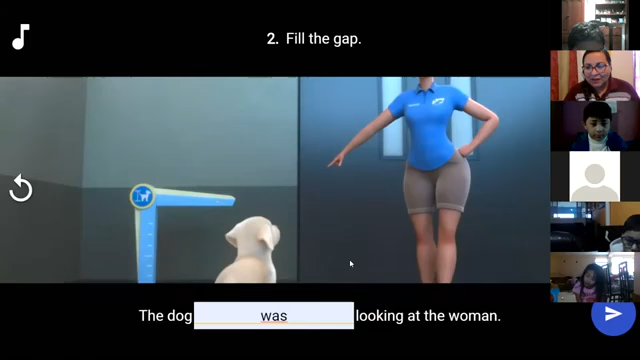 2. Fill the gap.
The dog was looking at the woman.